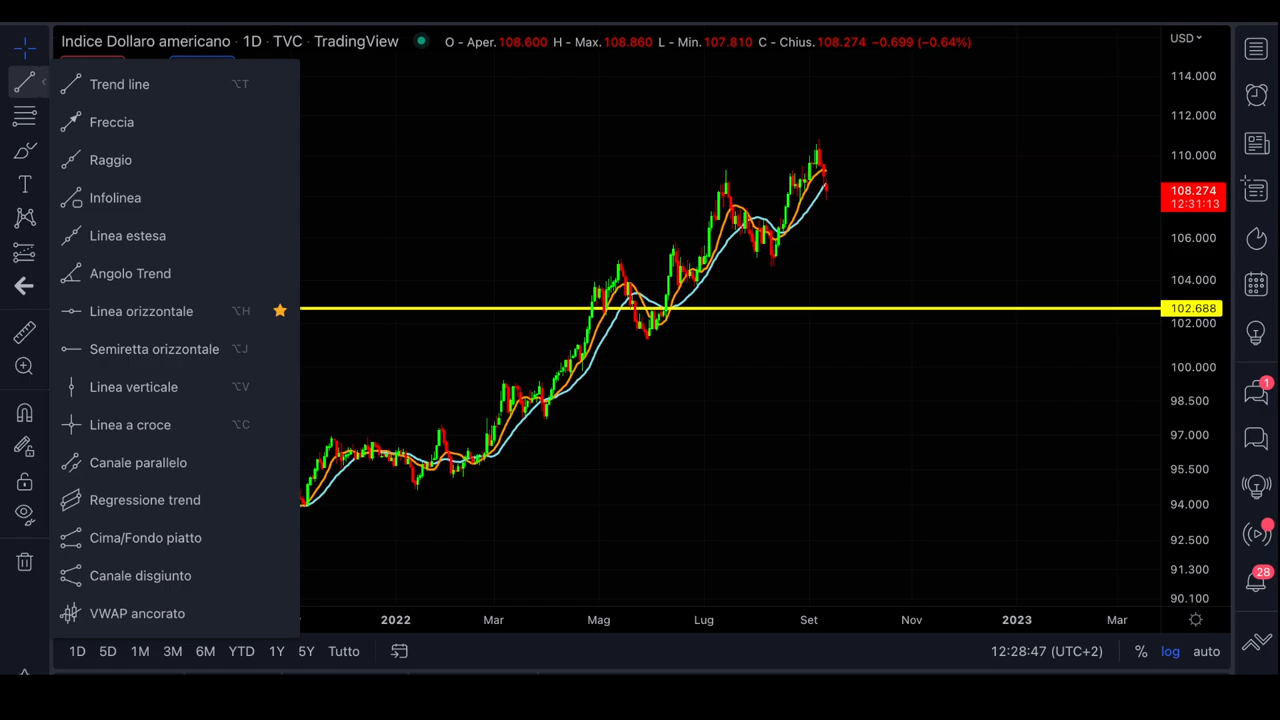 Indice Dollaro americano · 1D · TVC · TradingView
O - Aper. 108.600 H - Max. 108.860 L - Min. 107.810 C - Chius. 108.274 −0.699 (−0.64%)
USD
Trend line ⌥T
Freccia
Raggio
Infolinea
Linea estesa
Angolo Trend
Linea orizzontale ⌥H
Semiretta orizzontale ⌥J
Linea verticale ⌥V
Linea a croce ⌥C
Canale parallelo
Regressione trend
Cima/Fondo piatto
Canale disgiunto
VWAP ancorato
114.000
112.000
110.000
108.274
12:31:13
106.000
104.000
102.688
102.000
100.000
98.500
97.000
95.500
94.000
92.500
91.300
90.100
2022 Mar Mag Lug Set Nov 2023 Mar
1D 5D 1M 3M 6M YTD 1Y 5Y Tutto
12:28:47 (UTC+2) % log auto
1
28